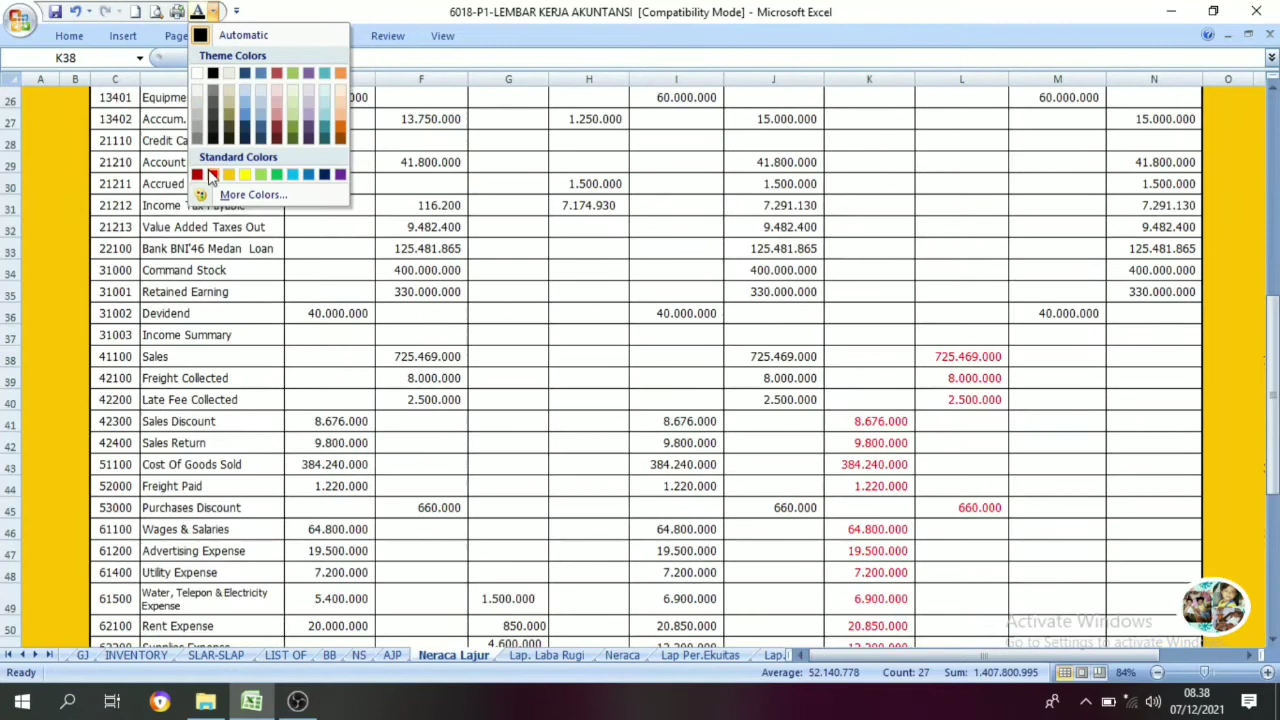 6018-P1-LEMBAR KERJA AKUNTANSI [Compatibility Mode] - Microsoft Excel
Home Insert Page Review View
Automatic
Theme Colors
Standard Colors
More Colors...
K38
A B C F G H I J K L M N O
26 13401 60.000.000 60.000.000
27 13402 Acccum. 13.750.000 1.250.000 15.000.000 15.000.000
28 21110 Credit
29 21210 Account 41.800.000 41.800.000 41.800.000
30 21211 Accrued 1.500.000 1.500.000 1.500.000
31 21212 Income Tax Payable 116.200 7.174.930 7.291.130 7.291.130
32 21213 Value Added Taxes Out 9.482.400 9.482.400 9.482.400
33 22100 Bank BNI'46 Medan Loan 125.481.865 125.481.865 125.481.865
34 31000 Command Stock 400.000.000 400.000.000 400.000.000
35 31001 Retained Earning 330.000.000 330.000.000 330.000.000
36 31002 Devidend 40.000.000 40.000.000 40.000.000
37 31003 Income Summary
38 41100 Sales 725.469.000 725.469.000 725.469.000
39 42100 Freight Collected 8.000.000 8.000.000 8.000.000
40 42200 Late Fee Collected 2.500.000 2.500.000 2.500.000
41 42300 Sales Discount 8.676.000 8.676.000 8.676.000
42 42400 Sales Return 9.800.000 9.800.000 9.800.000
43 51100 Cost Of Goods Sold 384.240.000 384.240.000 384.240.000
44 52000 Freight Paid 1.220.000 1.220.000 1.220.000
45 53000 Purchases Discount 660.000 660.000 660.000
46 61100 Wages & Salaries 64.800.000 64.800.000 64.800.000
47 61200 Advertising Expense 19.500.000 19.500.000 19.500.000
48 61400 Utility Expense 7.200.000 7.200.000 7.200.000
49 61500 Water, Telepon & Electricity Expense 5.400.000 1.500.000 6.900.000 6.900.000
50 62100 Rent Expense 20.000.000 850.000 20.850.000 20.850.000
4.600.000
Activate Windows
Go to Settings to activate
GJ INVENTORY SLAR-SLAP LIST OF BB NS AJP Neraca Lajur Lap. Laba Rugi Neraca Lap Per.Ekuitas Lap.
Ready Average: 52.140.778 Count: 27 Sum: 1.407.800.995 84%
08.38
07/12/2021